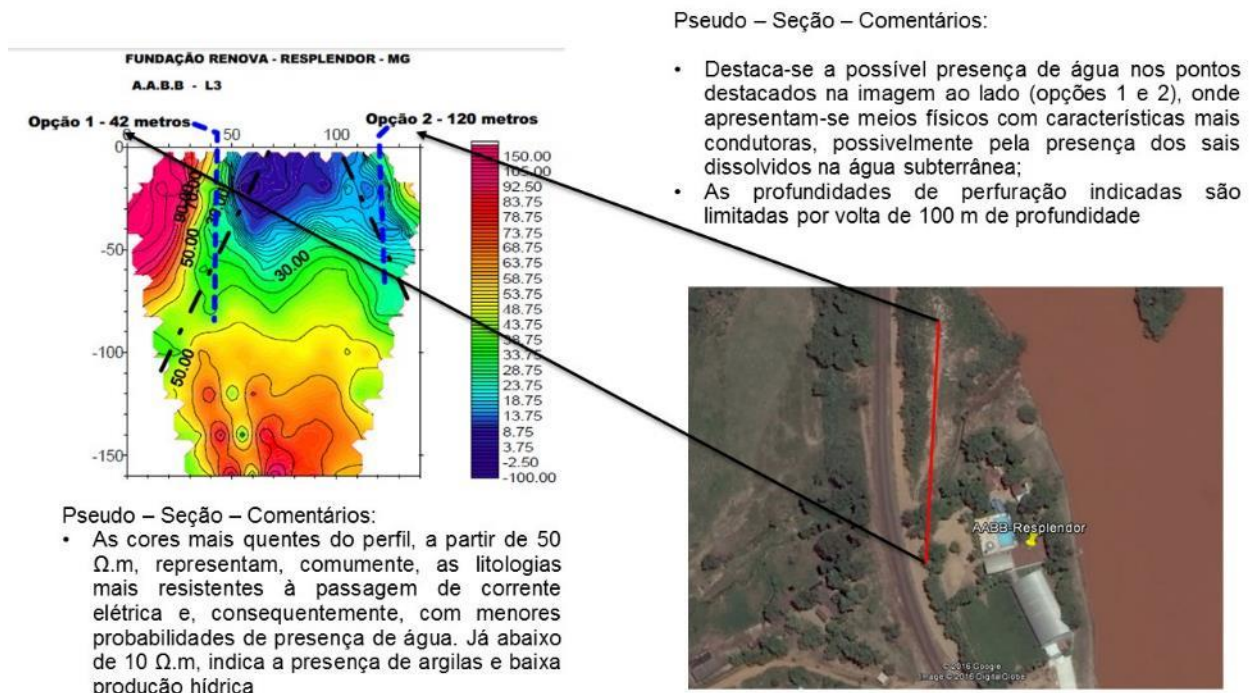 FUNDAÇÃO RENOVA - RESPLENDOR - MG
A.A.B.B - L3
Opção 1 - 42 metros
Opção 2 - 120 metros
0 50 100
0
-50
-100
-150
50.00
50.00
30.00
50.00
150.00
105.00
92.50
83.75
78.75
73.75
68.75
63.75
58.75
53.75
48.75
43.75
38.75
33.75
28.75
23.75
18.75
13.75
8.75
3.75
-2.50
-100.00
Pseudo – Seção – Comentários:
• As cores mais quentes do perfil, a partir de 50
Ω.m, representam, comumente, as litologias
mais resistentes à passagem de corrente
elétrica e, consequentemente, com menores
probabilidades de presença de água. Já abaixo
de 10 Ω.m, indica a presença de argilas e baixa
produção hídrica
Pseudo – Seção – Comentários:
• Destaca-se a possível presença de água nos pontos
destacados na imagem ao lado (opções 1 e 2), onde
apresentam-se meios físicos com características mais
condutoras, possivelmente pela presença dos sais
dissolvidos na água subterrânea;
• As profundidades de perfuração indicadas são
limitadas por volta de 100 m de profundidade
AABB-Resplendor
© 2016 Google
Image © 2016 DigitalGlobe